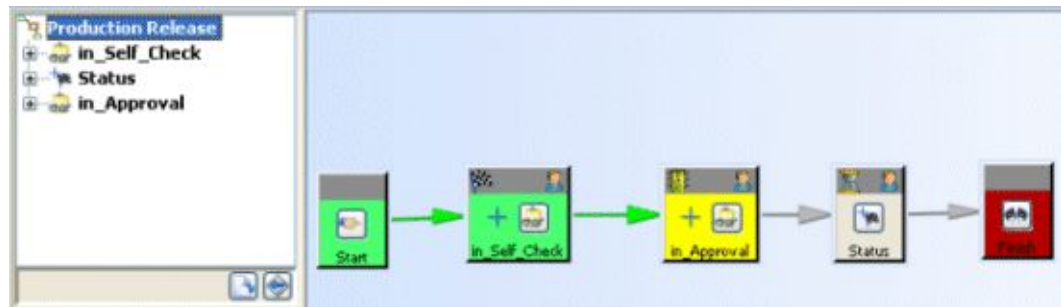 Production Release
in_Self_Check
Status
in_Approval
Start
in_Self_Check
in_Approval
Status
Finish